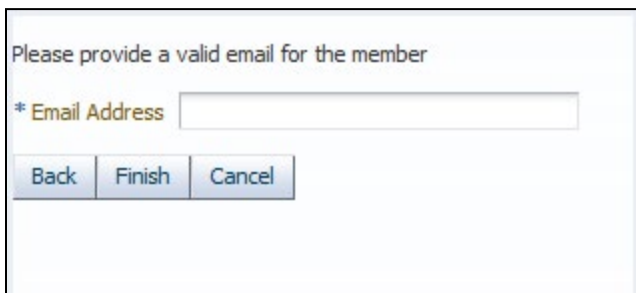 Please provide a valid email for the member
* Email Address
Back Finish Cancel